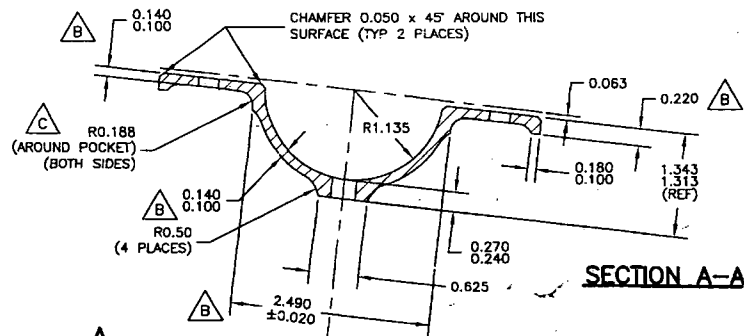 0.140
0.100
B
CHAMFER 0.050 x 45° AROUND THIS
SURFACE (TYP 2 PLACES)
0.063
0.220
B
C
R0.188
(AROUND POCKET)
(BOTH SIDES)
R1.135
0.180
0.100
1.343
1.313
(REF)
B
0.140
0.100
R0.50
(4 PLACES)
0.270
0.240
0.625
SECTION A-A
B
2.490
±0.020
A